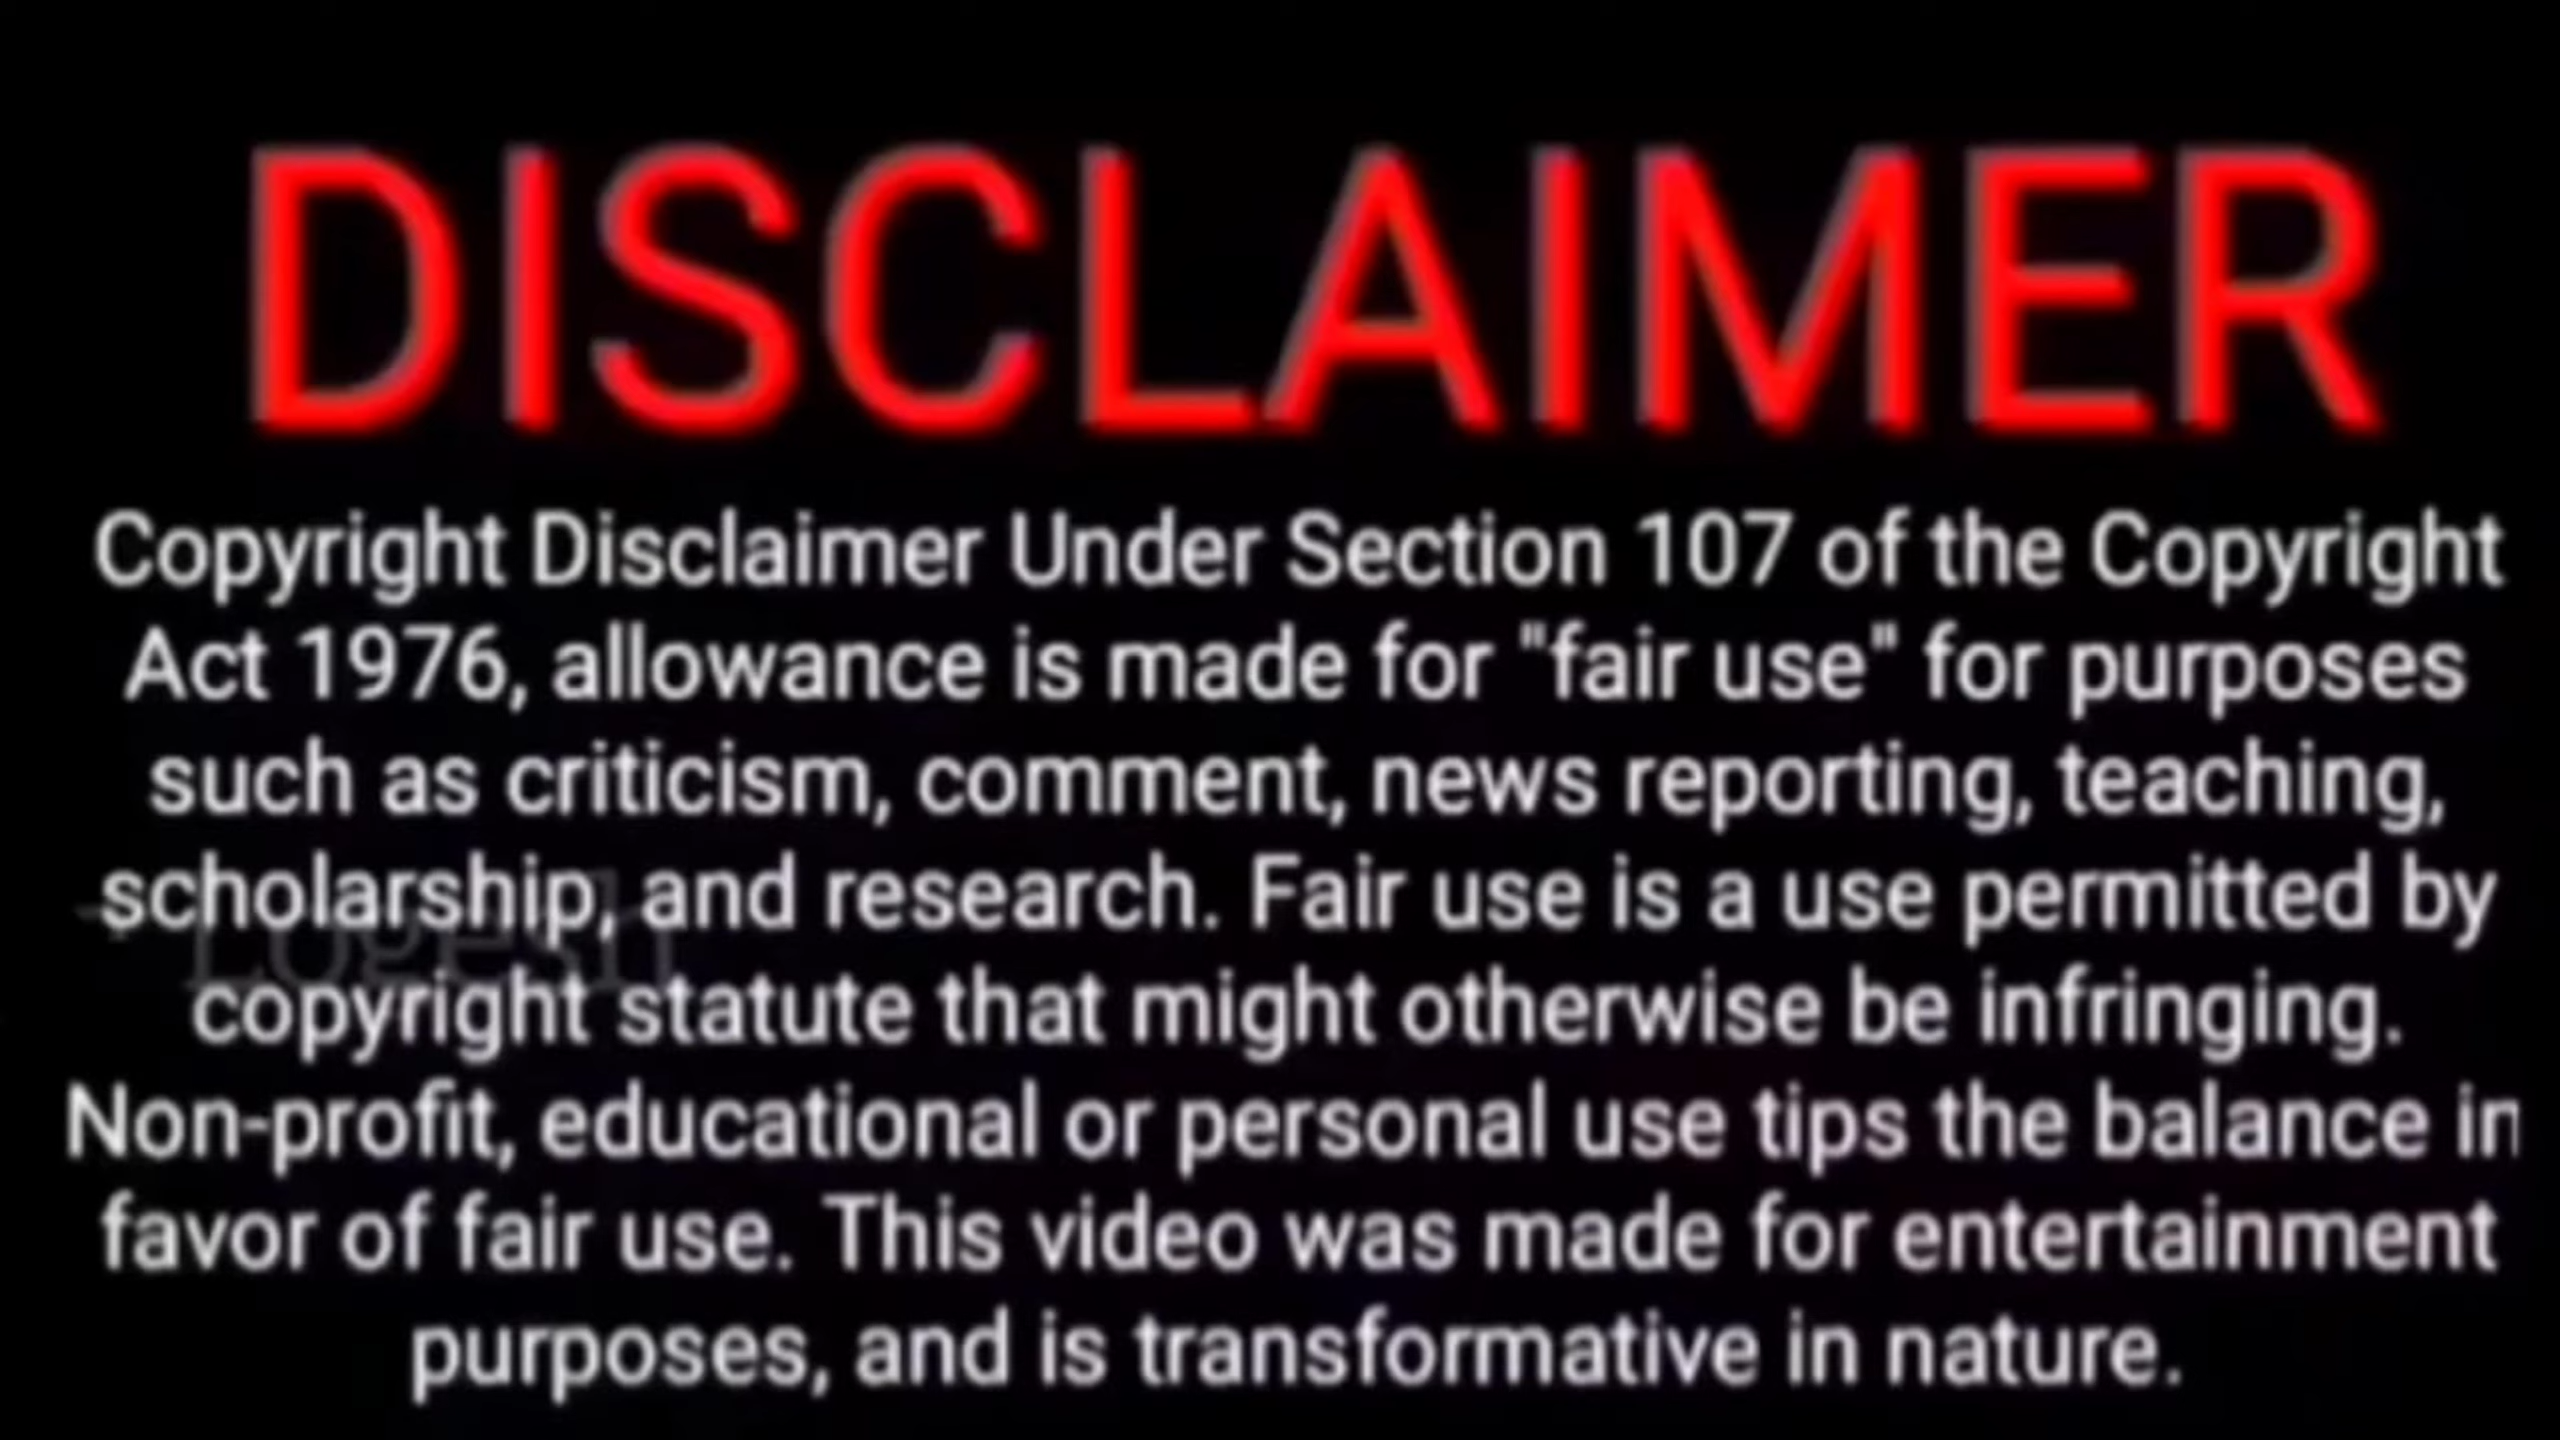 DISCLAIMER
Copyright Disclaimer Under Section 107 of the Copyright
Act 1976, allowance is made for "fair use" for purposes
such as criticism, comment, news reporting, teaching,
scholarship, and research. Fair use is a use permitted by
copyright statute that might otherwise be infringing.
Non-profit, educational or personal use tips the balance in
favor of fair use. This video was made for entertainment
purposes, and is transformative in nature.
Logesh